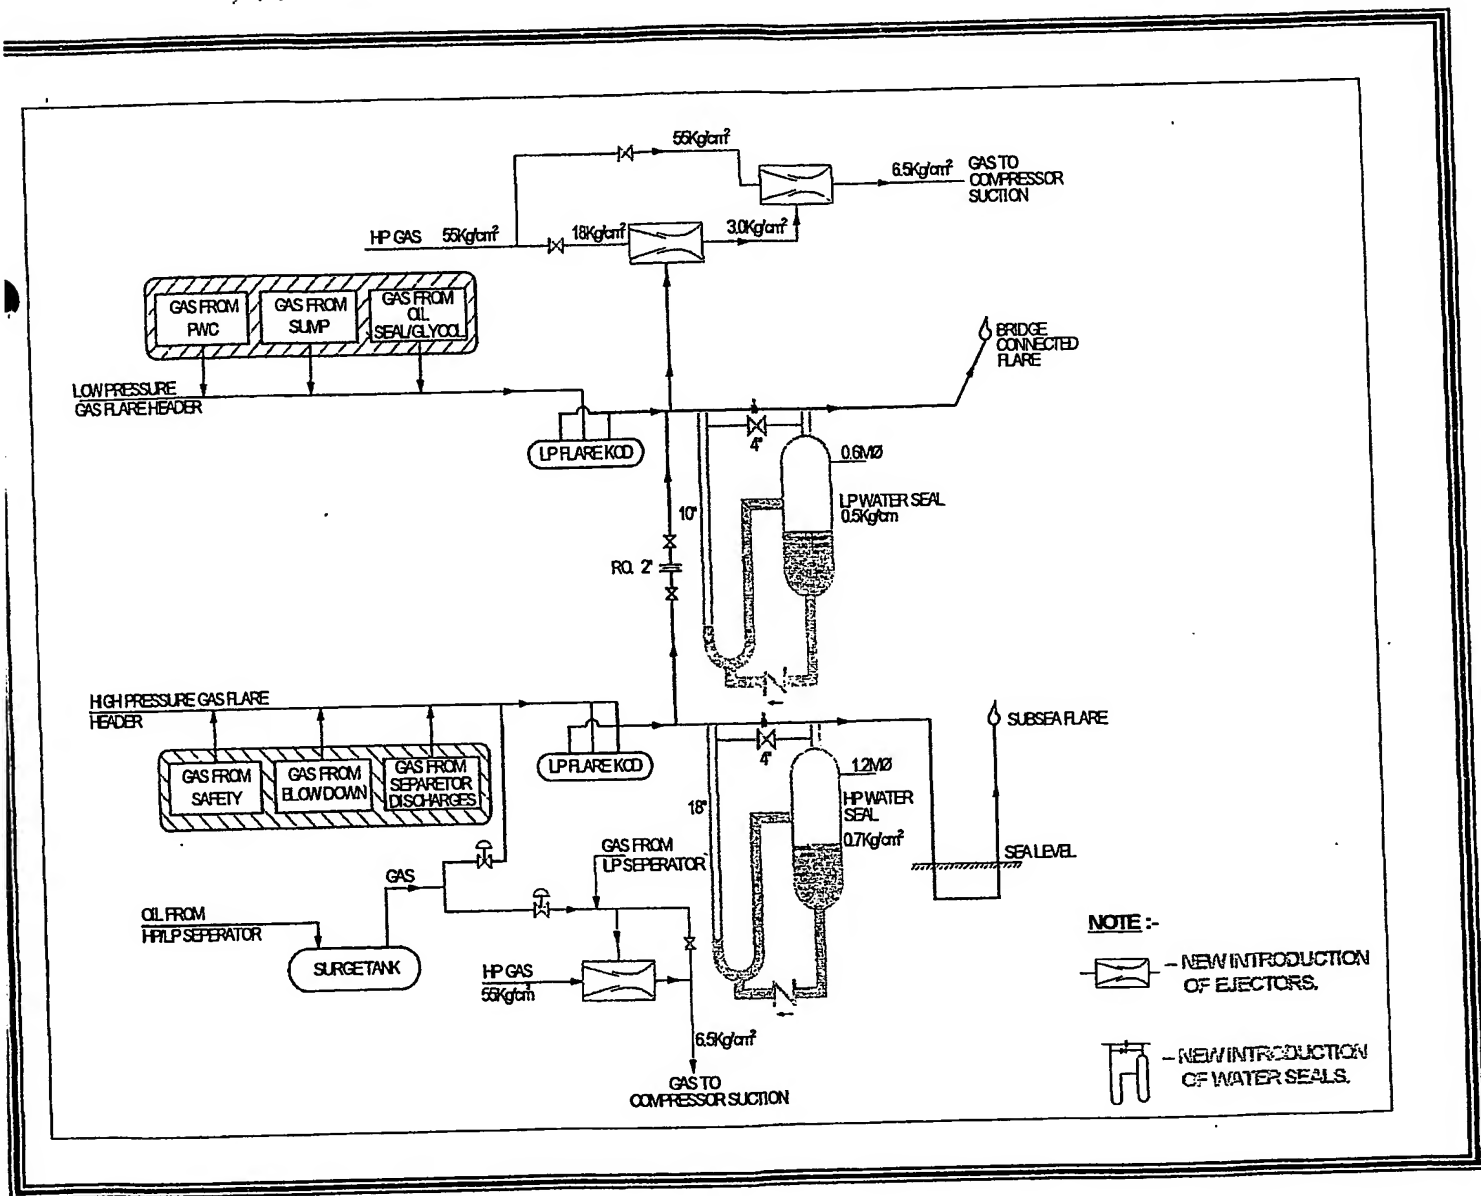 55Kg/cm²
6.5Kg/cm²
GAS TO
COMPRESSOR
SUCTION
HP GAS 55Kg/cm²
18Kg/cm²
3.0Kg/cm²
GAS FROM
PWC
GAS FROM
SUMP
GAS FROM
OIL
SEAL/GLYCOL
BRIDGE
CONNECTED
FLARE
LOW PRESSURE
GAS FLARE HEADER
LP FLARE KOD
4"
0.6MØ
LP WATER SEAL
0.5Kg/cm
10"
RO. 2"
HIGH PRESSURE GAS FLARE
HEADER
SUBSEA FLARE
GAS FROM
SAFETY
GAS FROM
BLOW DOWN
GAS FROM
SEPARETOR
DISCHARGES
LP FLARE KOD
4"
1.2MØ
HP WATER
SEAL
0.7Kg/cm²
18"
GAS FROM
LP SEPERATOR
SEA LEVEL
GAS
OIL FROM
HP/LP SEPERATOR
SURGE TANK
HP GAS
55Kg/cm²
6.5Kg/cm²
GAS TO
COMPRESSOR SUCTION
NOTE :-
– NEW INTRODUCTION
OF EJECTORS.
– NEW INTRODUCTION
OF WATER SEALS.